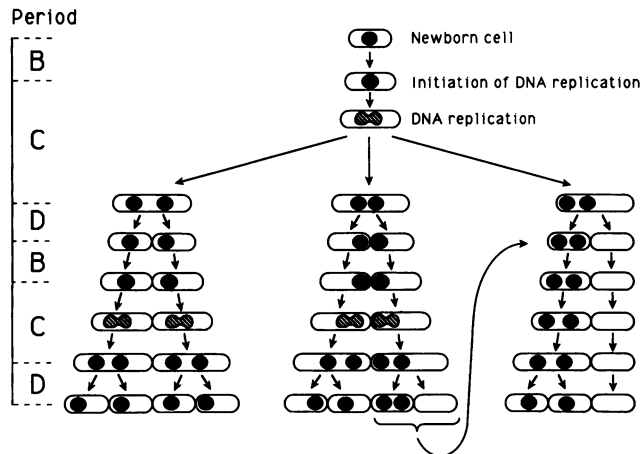 Period
Newborn cell
B
Initiation of DNA replication
DNA replication
C
D
B
C
D